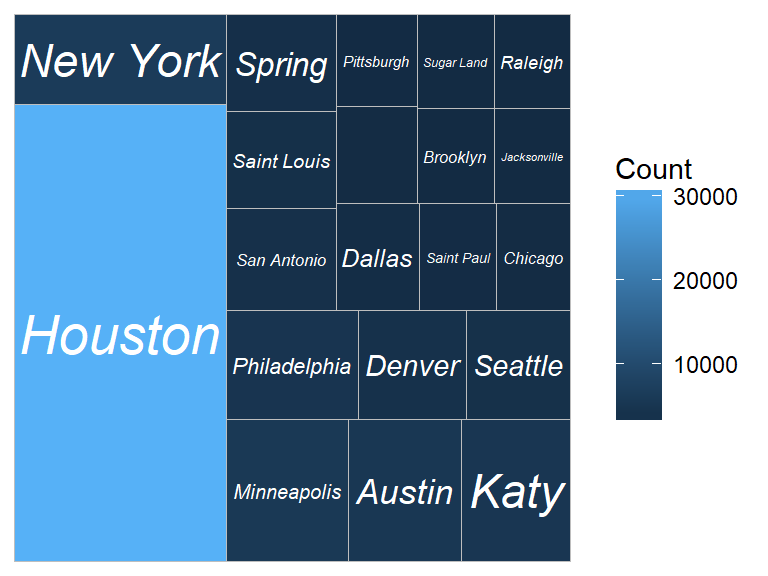 New York
Spring
Pittsburgh
Sugar Land
Raleigh
Saint Louis
Brooklyn
Jacksonville
San Antonio
Dallas
Saint Paul
Chicago
Houston
Philadelphia
Denver
Seattle
Minneapolis
Austin
Katy
Count
30000
20000
10000